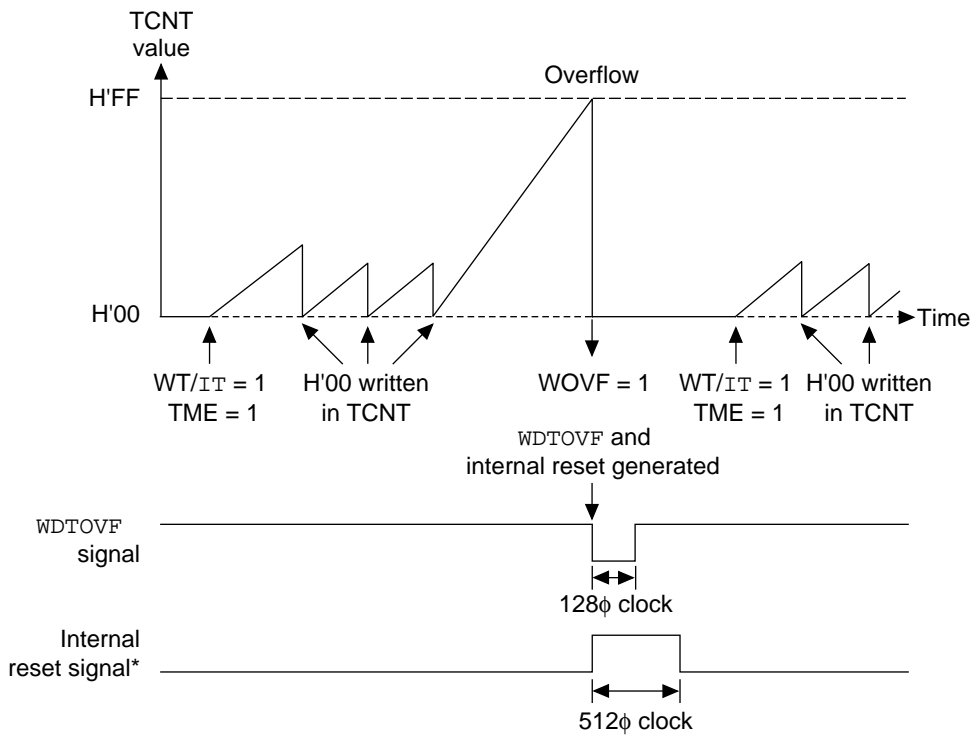 TCNT
value
Overflow
H'FF
H'00
Time
WT/IT = 1
TME = 1
H'00 written
in TCNT
WOVF = 1
WT/IT = 1
TME = 1
H'00 written
in TCNT
WDTOVF and
internal reset generated
WDTOVF
signal
128φ clock
Internal
reset signal*
512φ clock